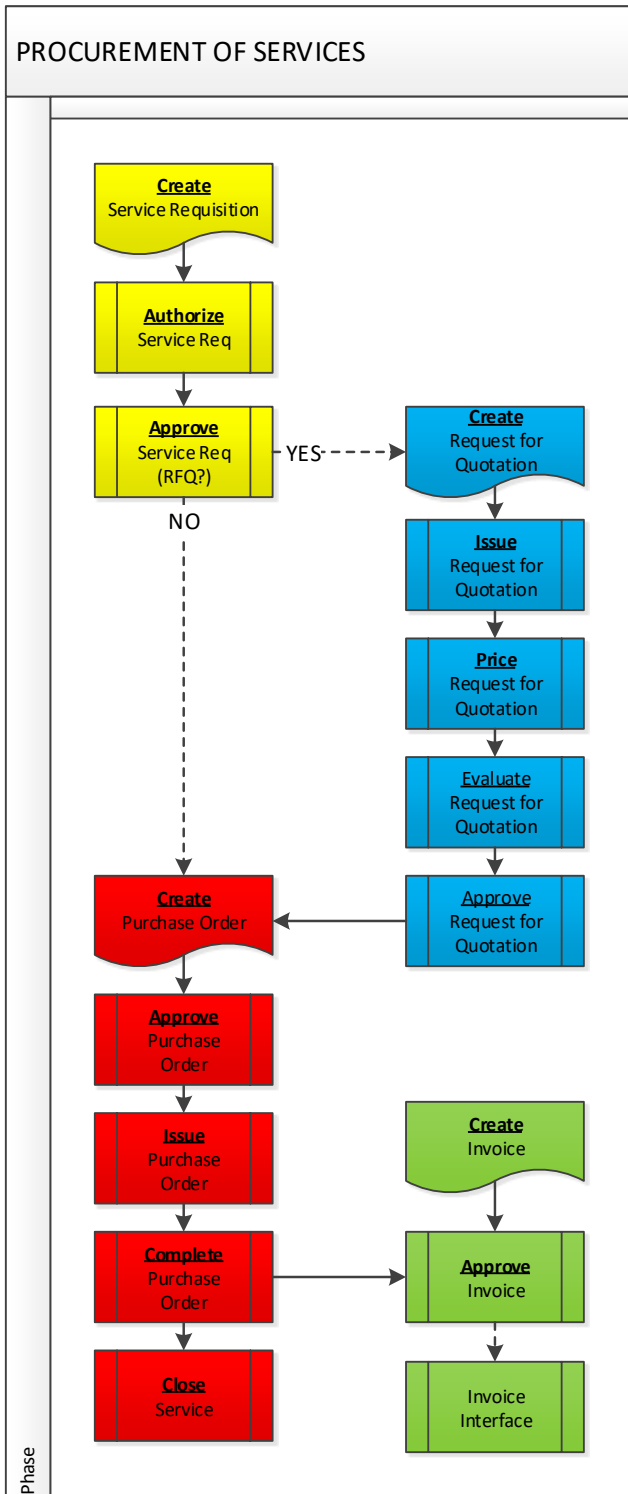 PROCUREMENT OF SERVICES
Create
Service Requisition
Authorize
Service Req
Approve
Service Req
(RFQ?)
YES
NO
Create
Request for
Quotation
Issue
Request for
Quotation
Price
Request for
Quotation
Evaluate
Request for
Quotation
Approve
Request for
Quotation
Create
Purchase Order
Approve
Purchase
Order
Issue
Purchase
Order
Complete
Purchase
Order
Close
Service
Create
Invoice
Approve
Invoice
Invoice
Interface
Phase